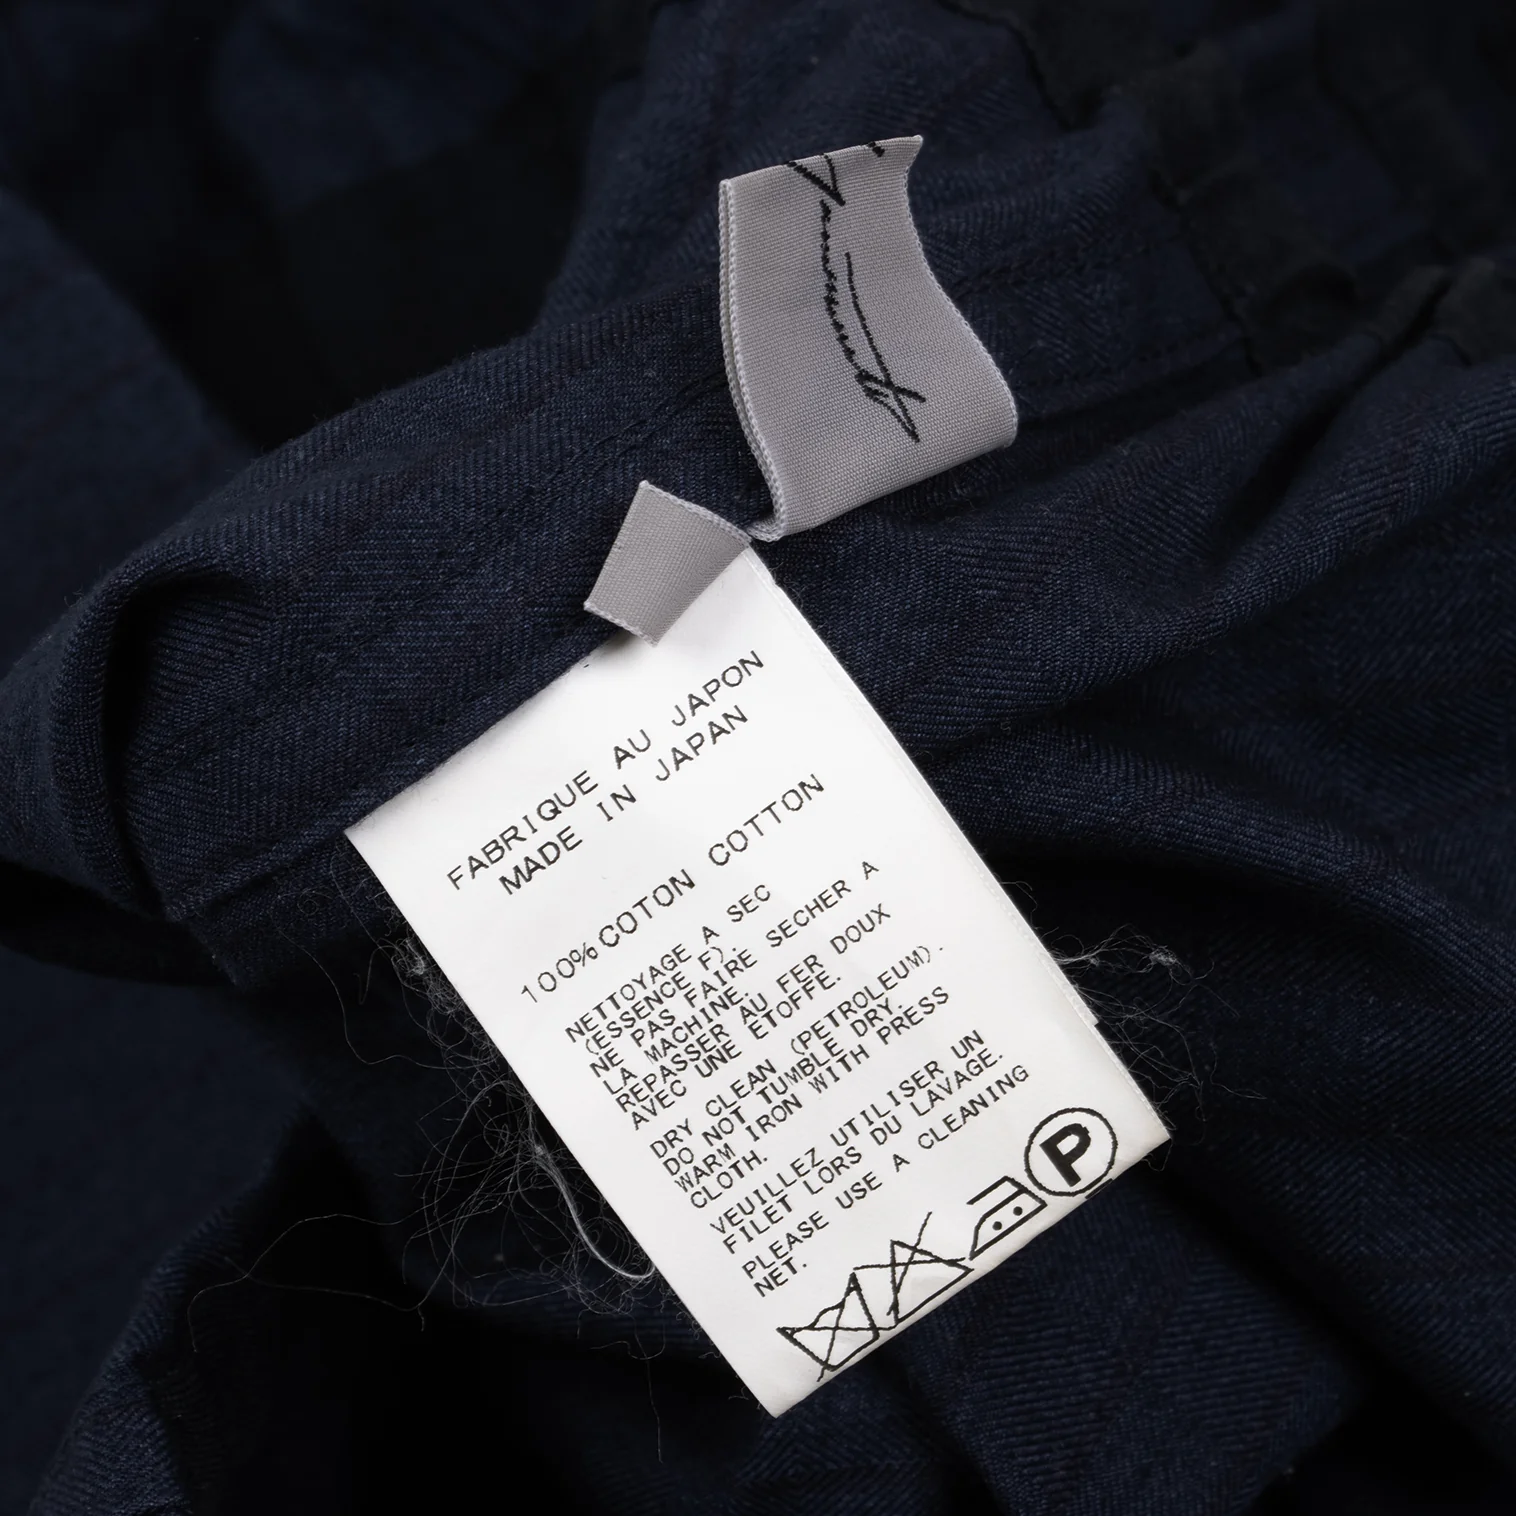 FABRIQUE AU JAPON
MADE IN JAPAN
100% COTON COTTON
NETTOYAGE A SEC
(ESSENCE F).
NE PAS FAIRE SECHER A
LA MACHINE.
REPASSER AU FER DOUX
AVEC UNE ETOFFE.
DRY CLEAN (PETROLEUM).
DO NOT TUMBLE DRY.
WARM IRON WITH PRESS
CLOTH.
VEUILLEZ UTILISER UN
FILET LORS DU LAVAGE.
PLEASE USE A CLEANING
NET.
P